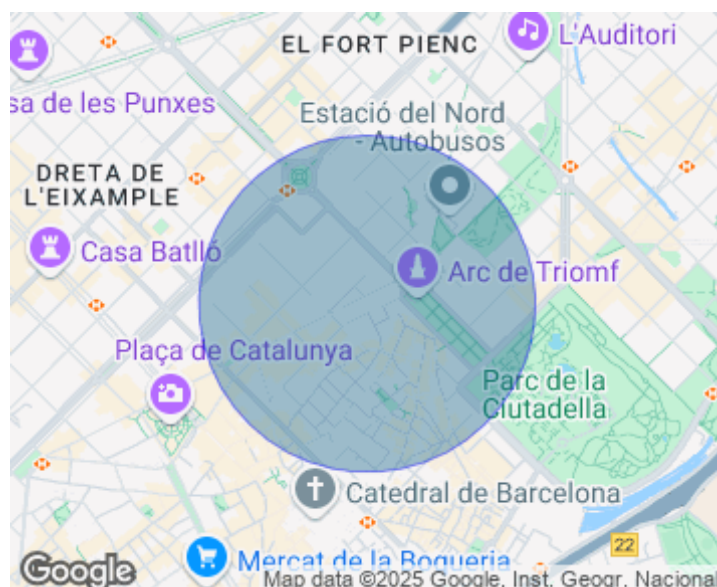 EL FORT PIENC
L'Auditori
sa de les Punxes
Estació del Nord
- Autobusos
DRETA DE
L'EIXAMPLE
Casa Batlló
Arc de Triomf
Plaça de Catalunya
Parc de la
Ciutadella
Catedral de Barcelona
22
Google
Mercat de la Boqueria
Map data ©2025 Google, Inst. Geogr. Nacional